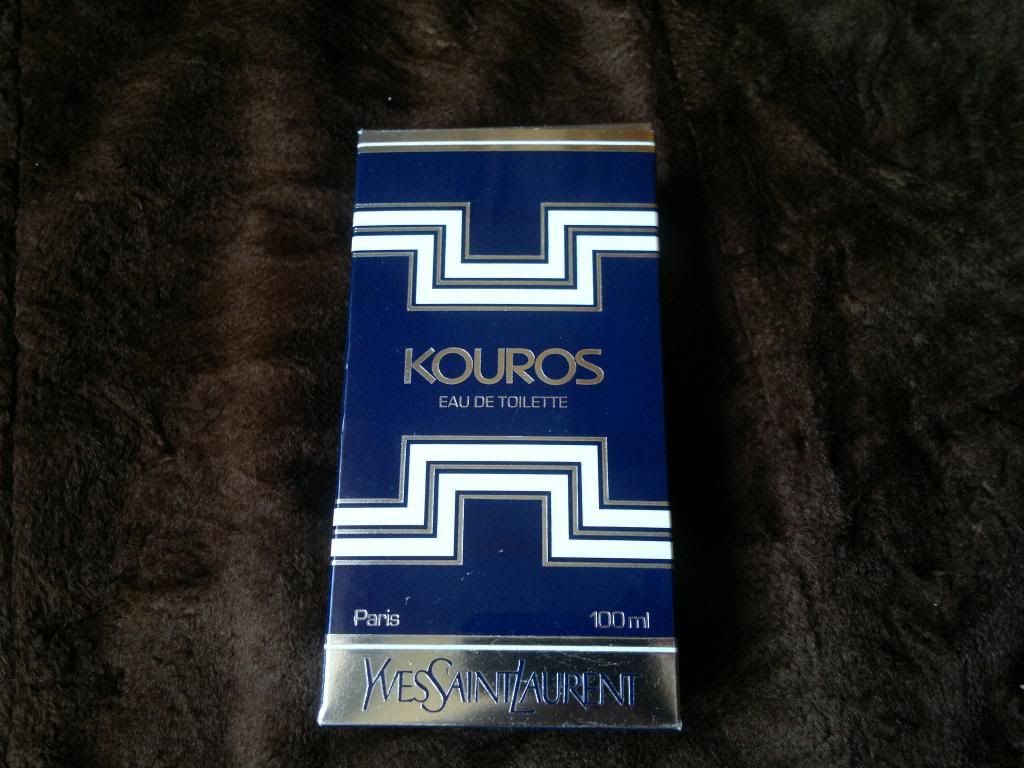 KOUROS
EAU DE TOILETTE
Paris 100 ml
YVESSAINTLAURENT